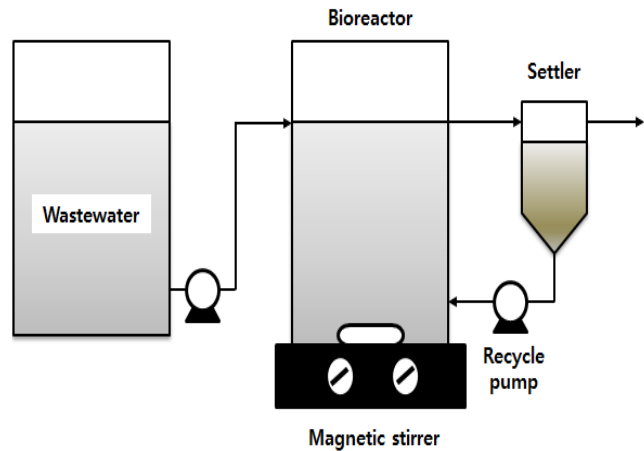 Bioreactor
Settler
Wastewater
Recycle
pump
Magnetic stirrer